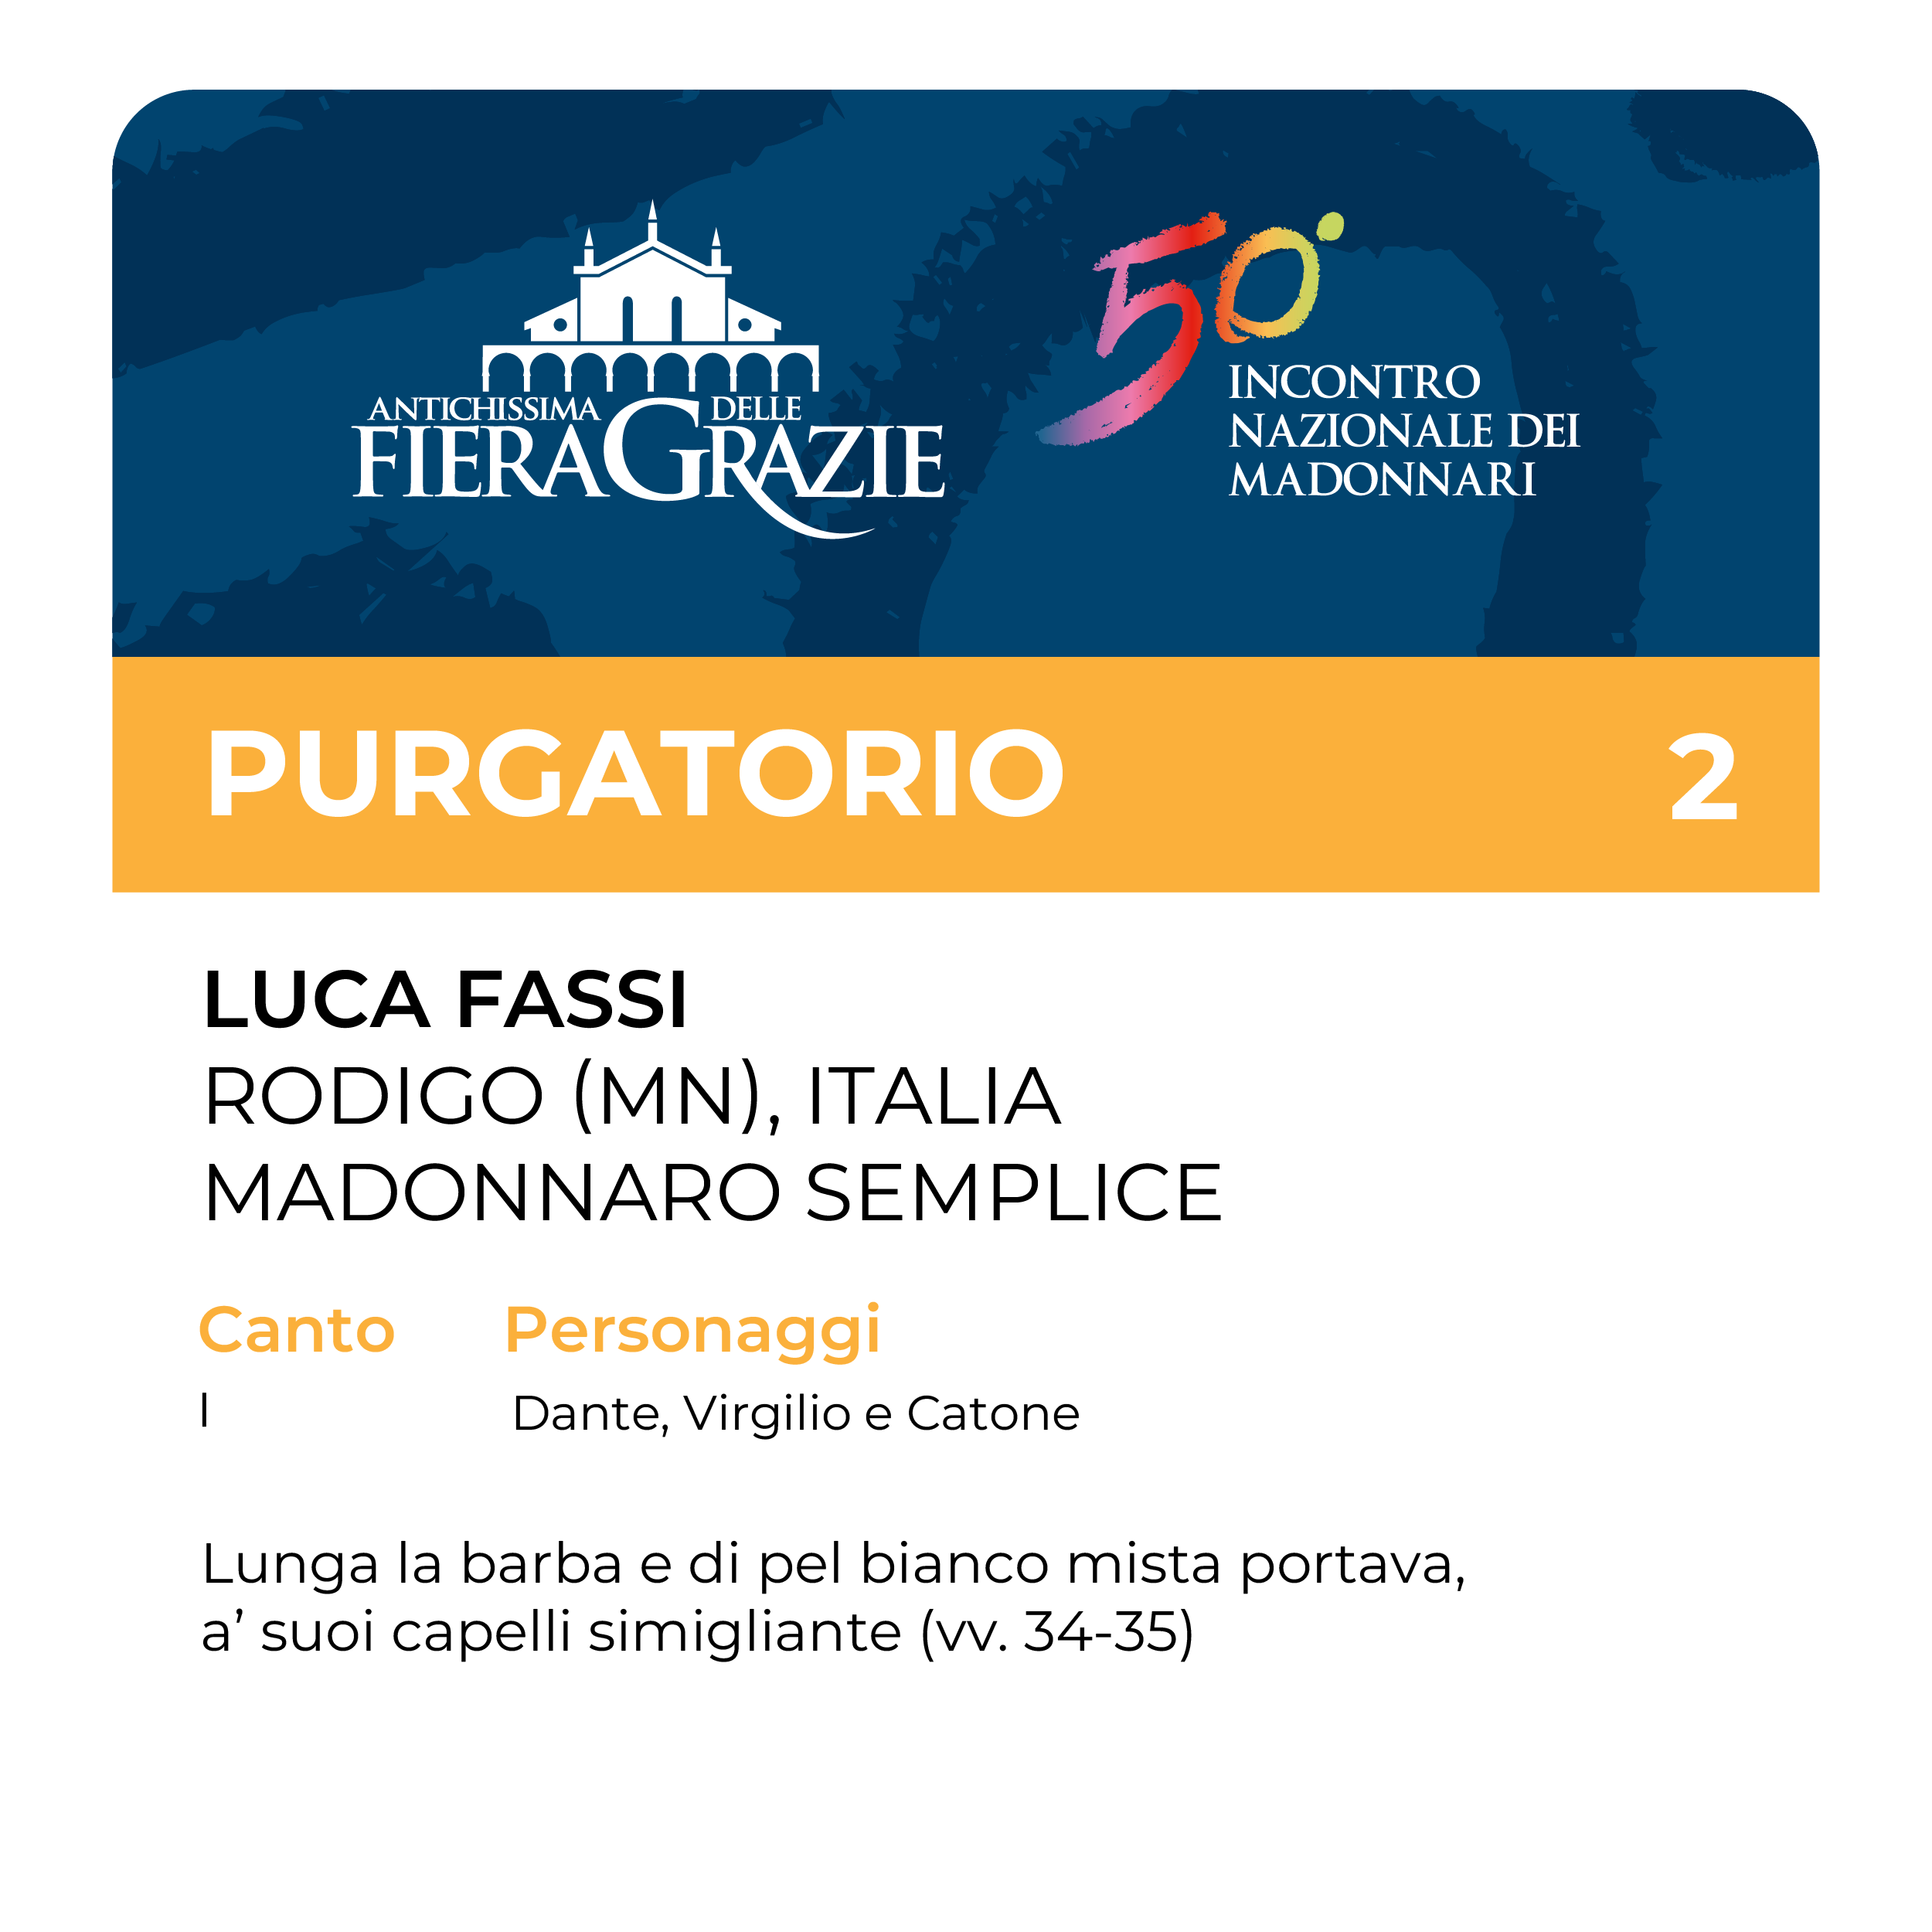 ANTICHISSIMA
FIERA DELLE GRAZIE
50°
INCONTRO
NAZIONALE DEI
MADONNARI
PURGATORIO 2
LUCA FASSI
RODIGO (MN), ITALIA
MADONNARO SEMPLICE
Canto Personaggi
I Dante, Virgilio e Catone
Lunga la barba e di pel bianco mista portava,
a’ suoi capelli simigliante (vv. 34-35)